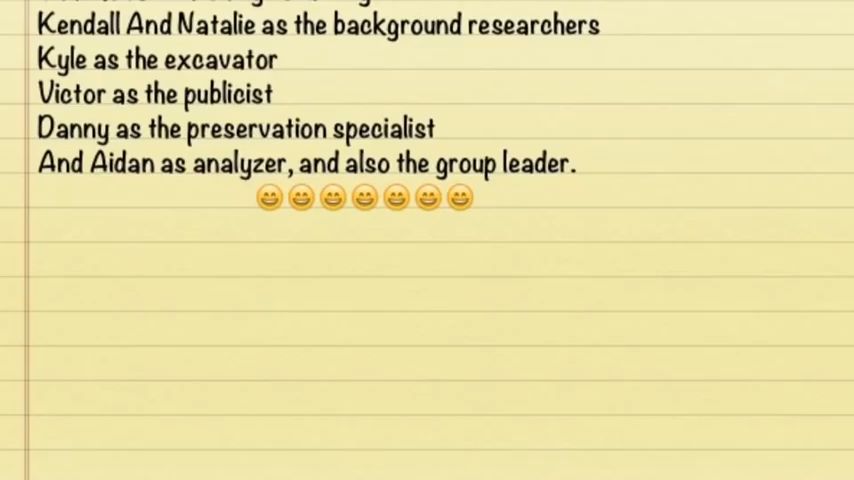 Kendall And Natalie as the background researchers
Kyle as the excavator
Victor as the publicist
Danny as the preservation specialist
And Aidan as analyzer, and also the group leader.
😄😄😄😄😄😄😄